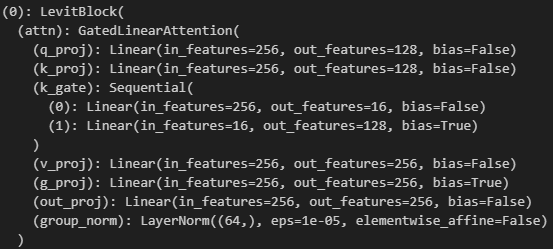 (0): LevitBlock(
(attn): GatedLinearAttention(
(q_proj): Linear(in_features=256, out_features=128, bias=False)
(k_proj): Linear(in_features=256, out_features=128, bias=False)
(k_gate): Sequential(
(0): Linear(in_features=256, out_features=16, bias=False)
(1): Linear(in_features=16, out_features=128, bias=True)
)
(v_proj): Linear(in_features=256, out_features=256, bias=False)
(g_proj): Linear(in_features=256, out_features=256, bias=True)
(out_proj): Linear(in_features=256, out_features=256, bias=False)
(group_norm): LayerNorm((64,), eps=1e-05, elementwise_affine=False)
)